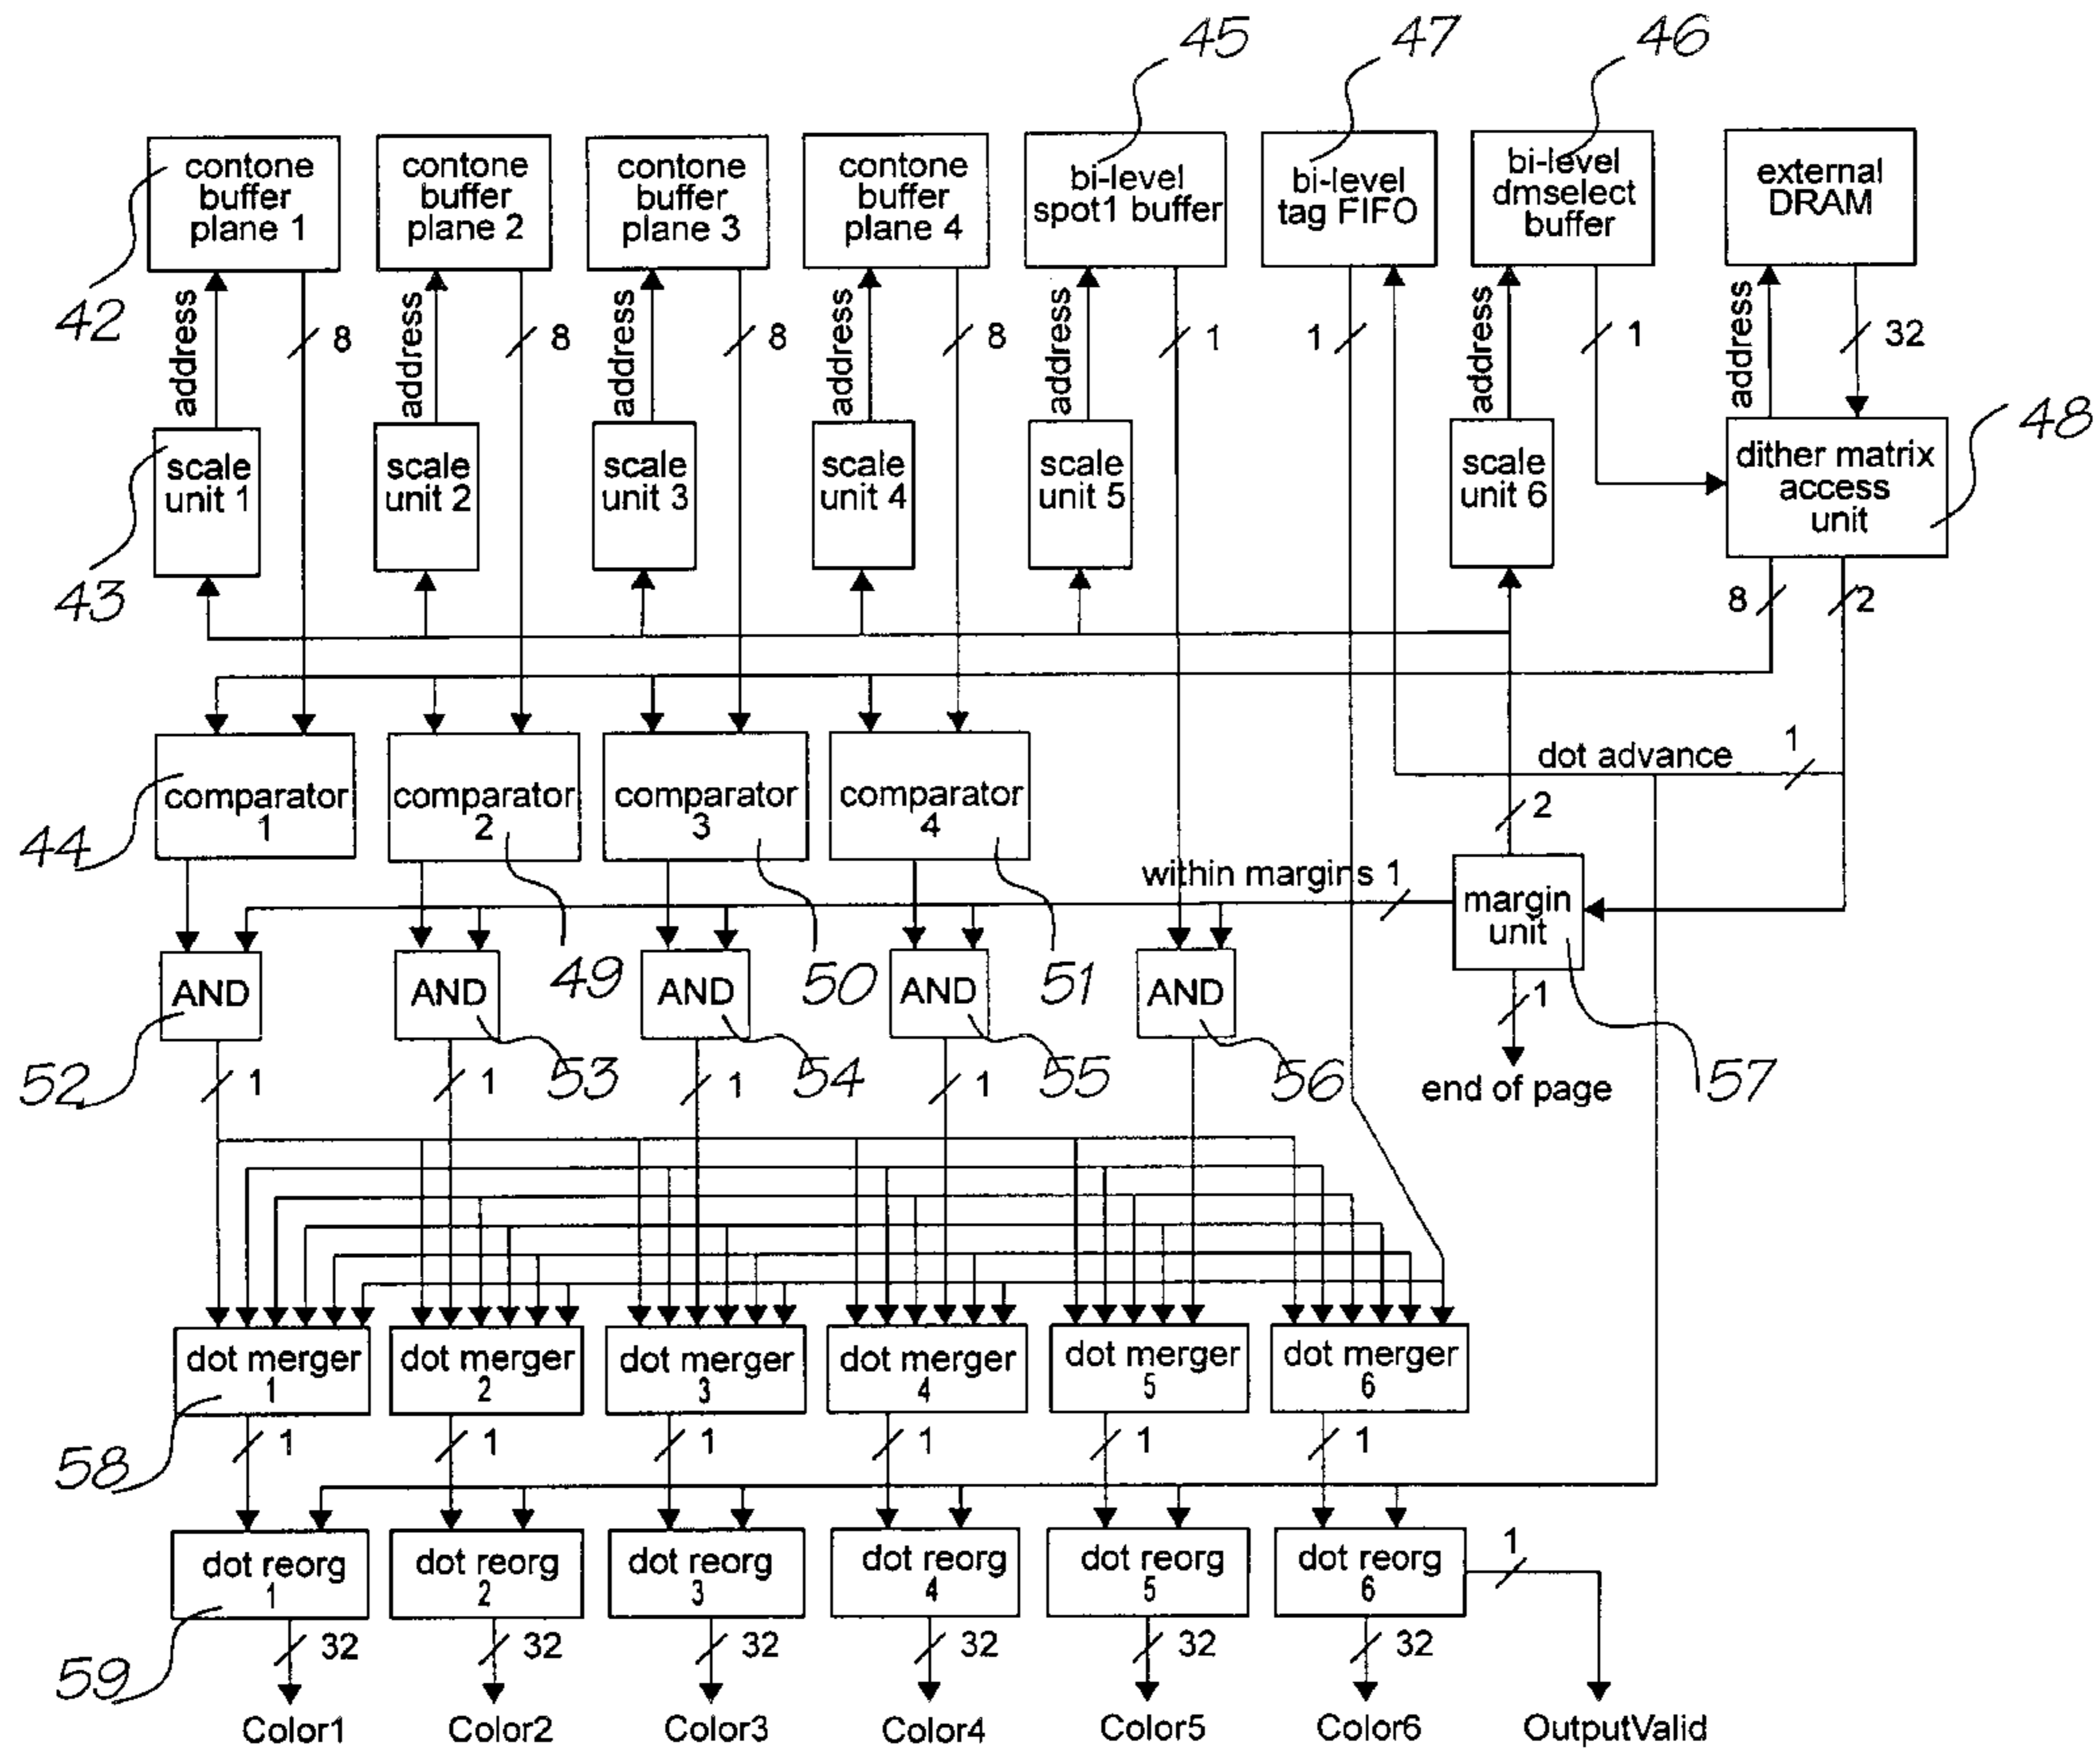 45
47
46
contone
buffer
plane 1
contone
buffer
plane 2
contone
buffer
plane 3
contone
buffer
plane 4
bi-level
spot1 buffer
bi-level
tag FIFO
bi-level
dmselect
buffer
external
DRAM
42
address
8
address
8
address
8
address
8
address
1
1
address
1
address
32
48
scale
unit 1
scale
unit 2
scale
unit 3
scale
unit 4
scale
unit 5
scale
unit 6
dither matrix
access
unit
43
8
2
comparator
1
comparator
2
comparator
3
comparator
4
dot advance
1
2
44
within margins 1
margin
unit
AND
AND
AND
AND
AND
49
50
51
1
52
1
1
53
1
54
1
55
56
end of page
57
dot merger
1
dot merger
2
dot merger
3
dot merger
4
dot merger
5
dot merger
6
58
1
1
1
1
1
1
dot reorg
1
dot reorg
2
dot reorg
3
dot reorg
4
dot reorg
5
dot reorg
6
1
59
32
32
32
32
32
32
Color1
Color2
Color3
Color4
Color5
Color6
OutputValid